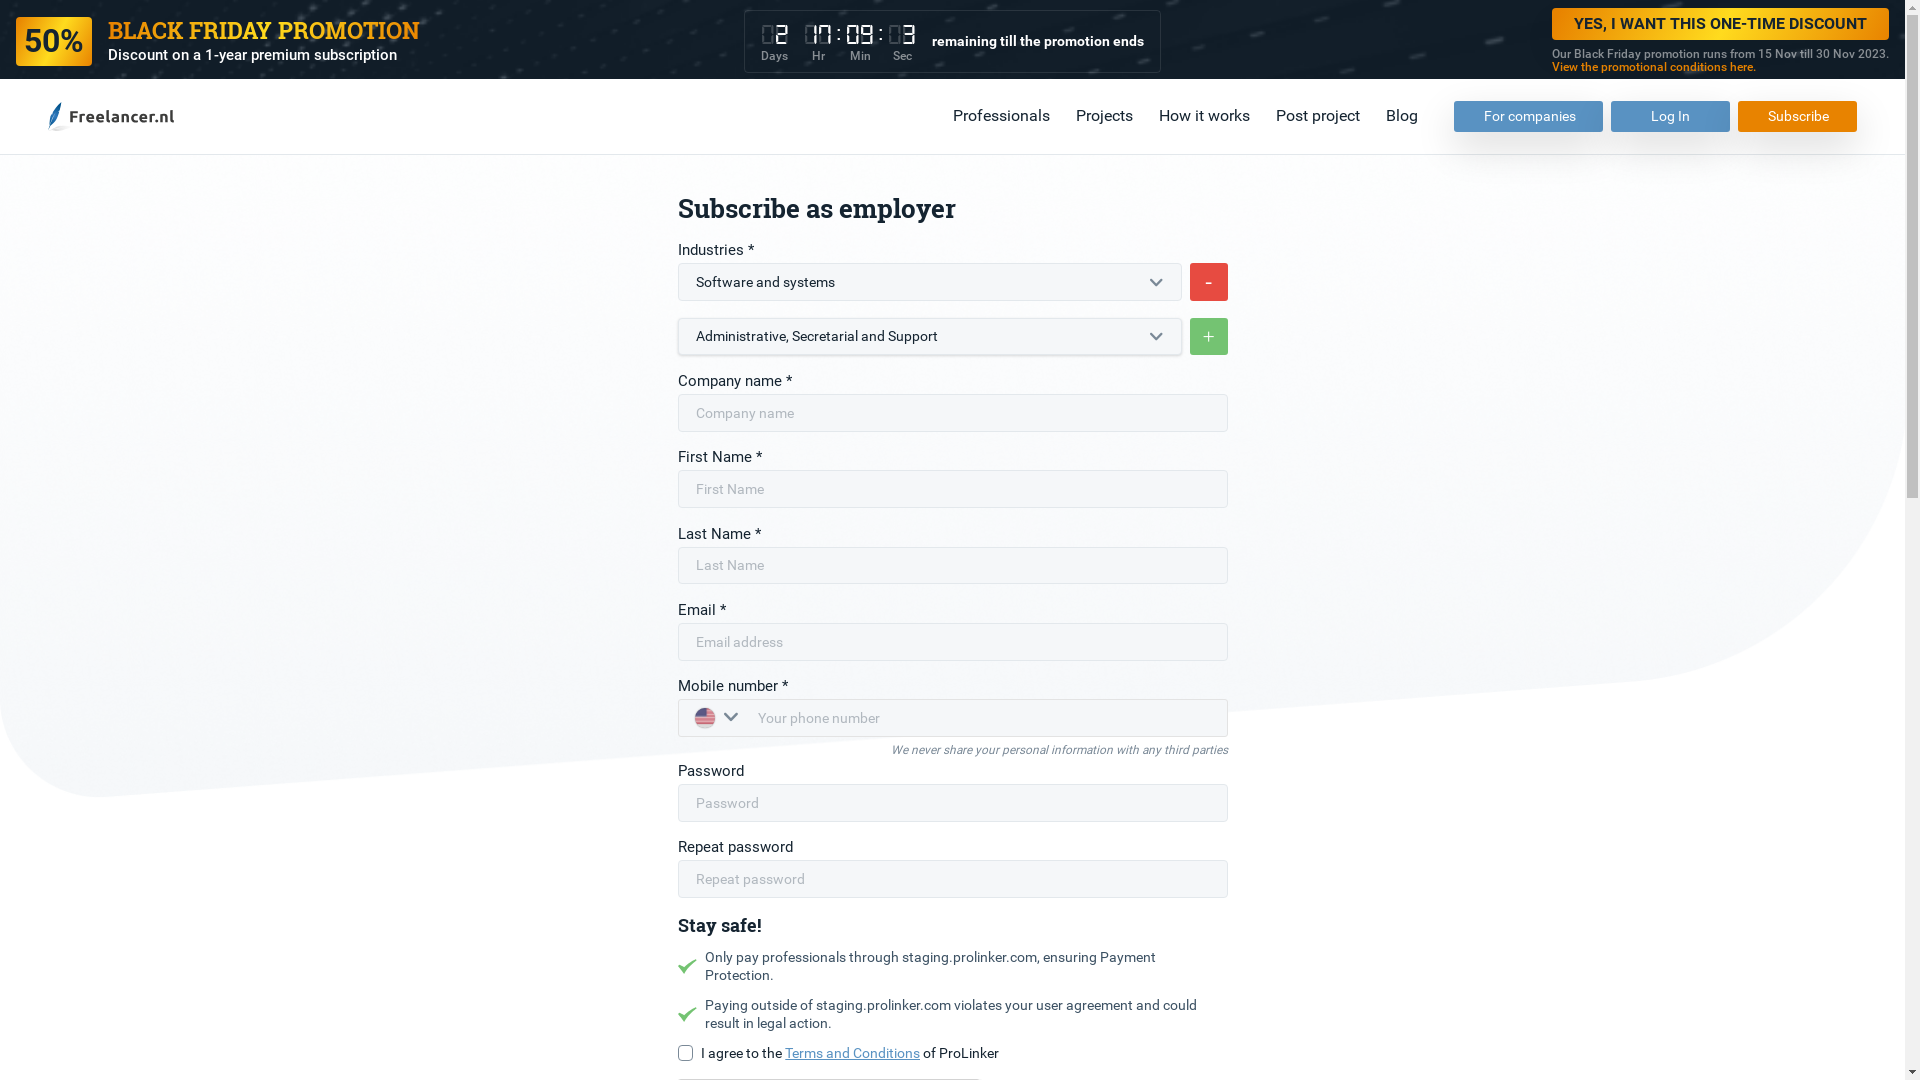 50%
BLACK FRIDAY PROMOTION
Discount on a 1-year premium subscription
2 17 : 09 : 3
Days Hr Min Sec
remaining till the promotion ends
YES, I WANT THIS ONE-TIME DISCOUNT
Our Black Friday promotion runs from 15 Nov till 30 Nov 2023.
View the promotional conditions here.
Freelancer.nl
Professionals
Projects
How it works
Post project
Blog
For companies
Log In
Subscribe
Subscribe as employer
Industries *
Software and systems
-
Administrative, Secretarial and Support
+
Company name *
Company name
First Name *
First Name
Last Name *
Last Name
Email *
Email address
Mobile number *
Your phone number
We never share your personal information with any third parties
Password
Password
Repeat password
Repeat password
Stay safe!
Only pay professionals through staging.prolinker.com, ensuring Payment
Protection.
Paying outside of staging.prolinker.com violates your user agreement and could
result in legal action.
I agree to the Terms and Conditions of ProLinker